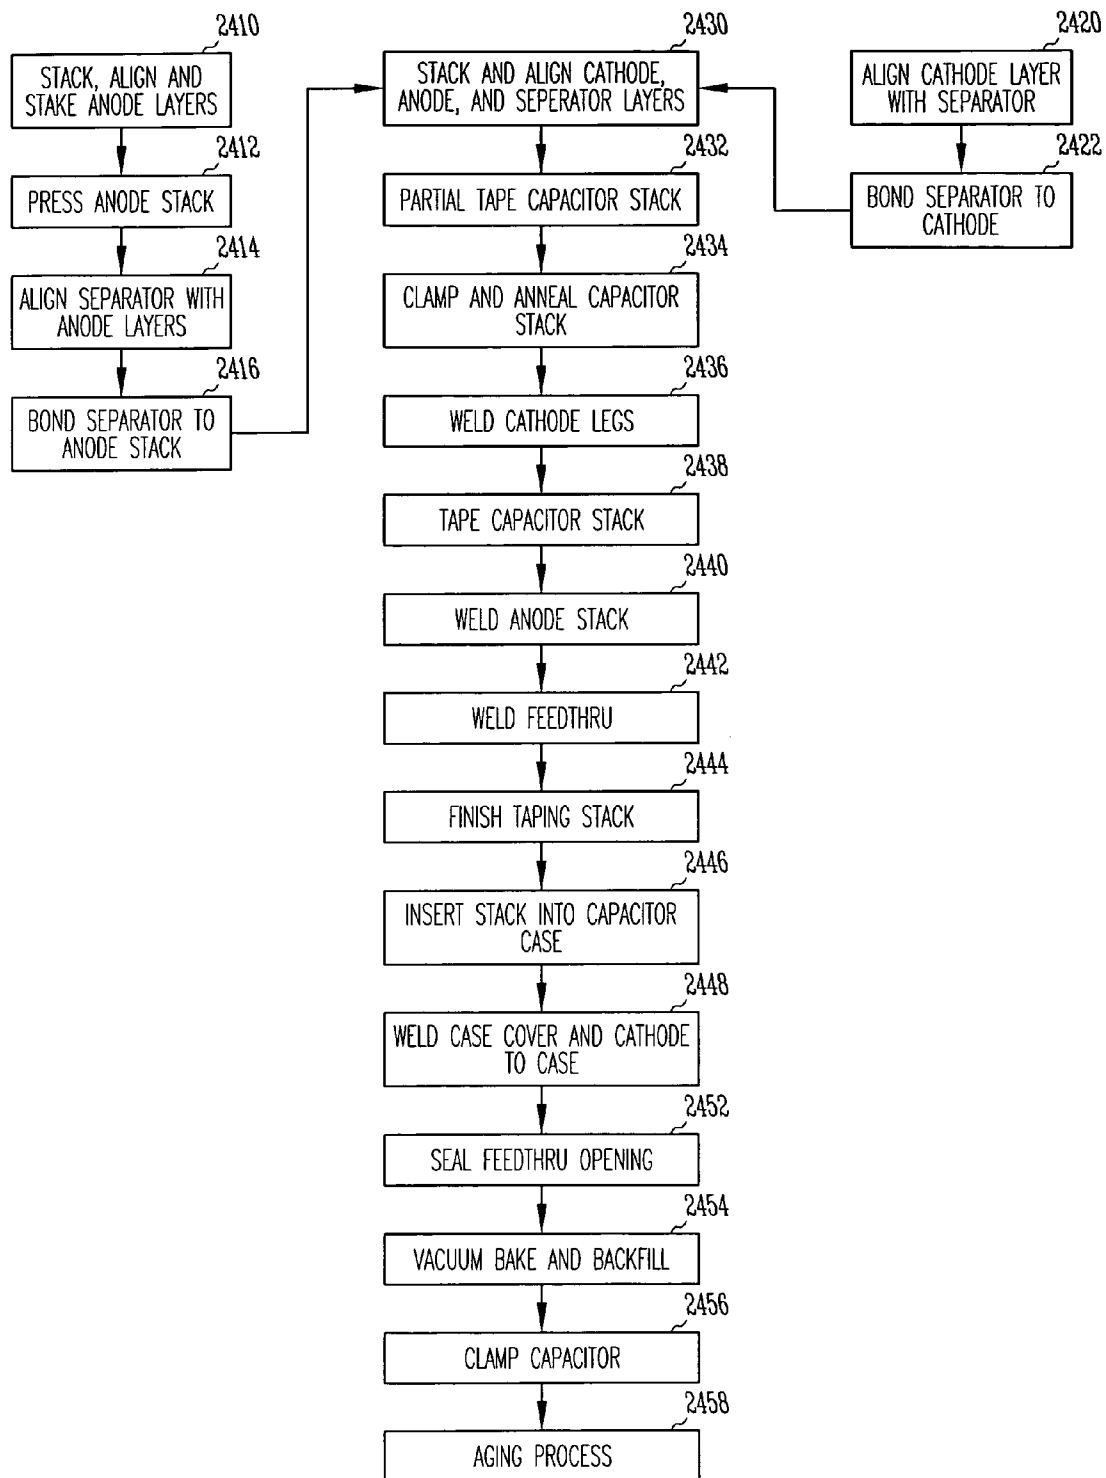 2410
STACK, ALIGN AND
STAKE ANODE LAYERS
2412
PRESS ANODE STACK
2414
ALIGN SEPARATOR WITH
ANODE LAYERS
2416
BOND SEPARATOR TO
ANODE STACK
2420
ALIGN CATHODE LAYER
WITH SEPARATOR
2422
BOND SEPARATOR TO
CATHODE
2430
STACK AND ALIGN CATHODE,
ANODE, AND SEPERATOR LAYERS
2432
PARTIAL TAPE CAPACITOR STACK
2434
CLAMP AND ANNEAL CAPACITOR
STACK
2436
WELD CATHODE LEGS
2438
TAPE CAPACITOR STACK
2440
WELD ANODE STACK
2442
WELD FEEDTHRU
2444
FINISH TAPING STACK
2446
INSERT STACK INTO CAPACITOR
CASE
2448
WELD CASE COVER AND CATHODE
TO CASE
2452
SEAL FEEDTHRU OPENING
2454
VACUUM BAKE AND BACKFILL
2456
CLAMP CAPACITOR
2458
AGING PROCESS